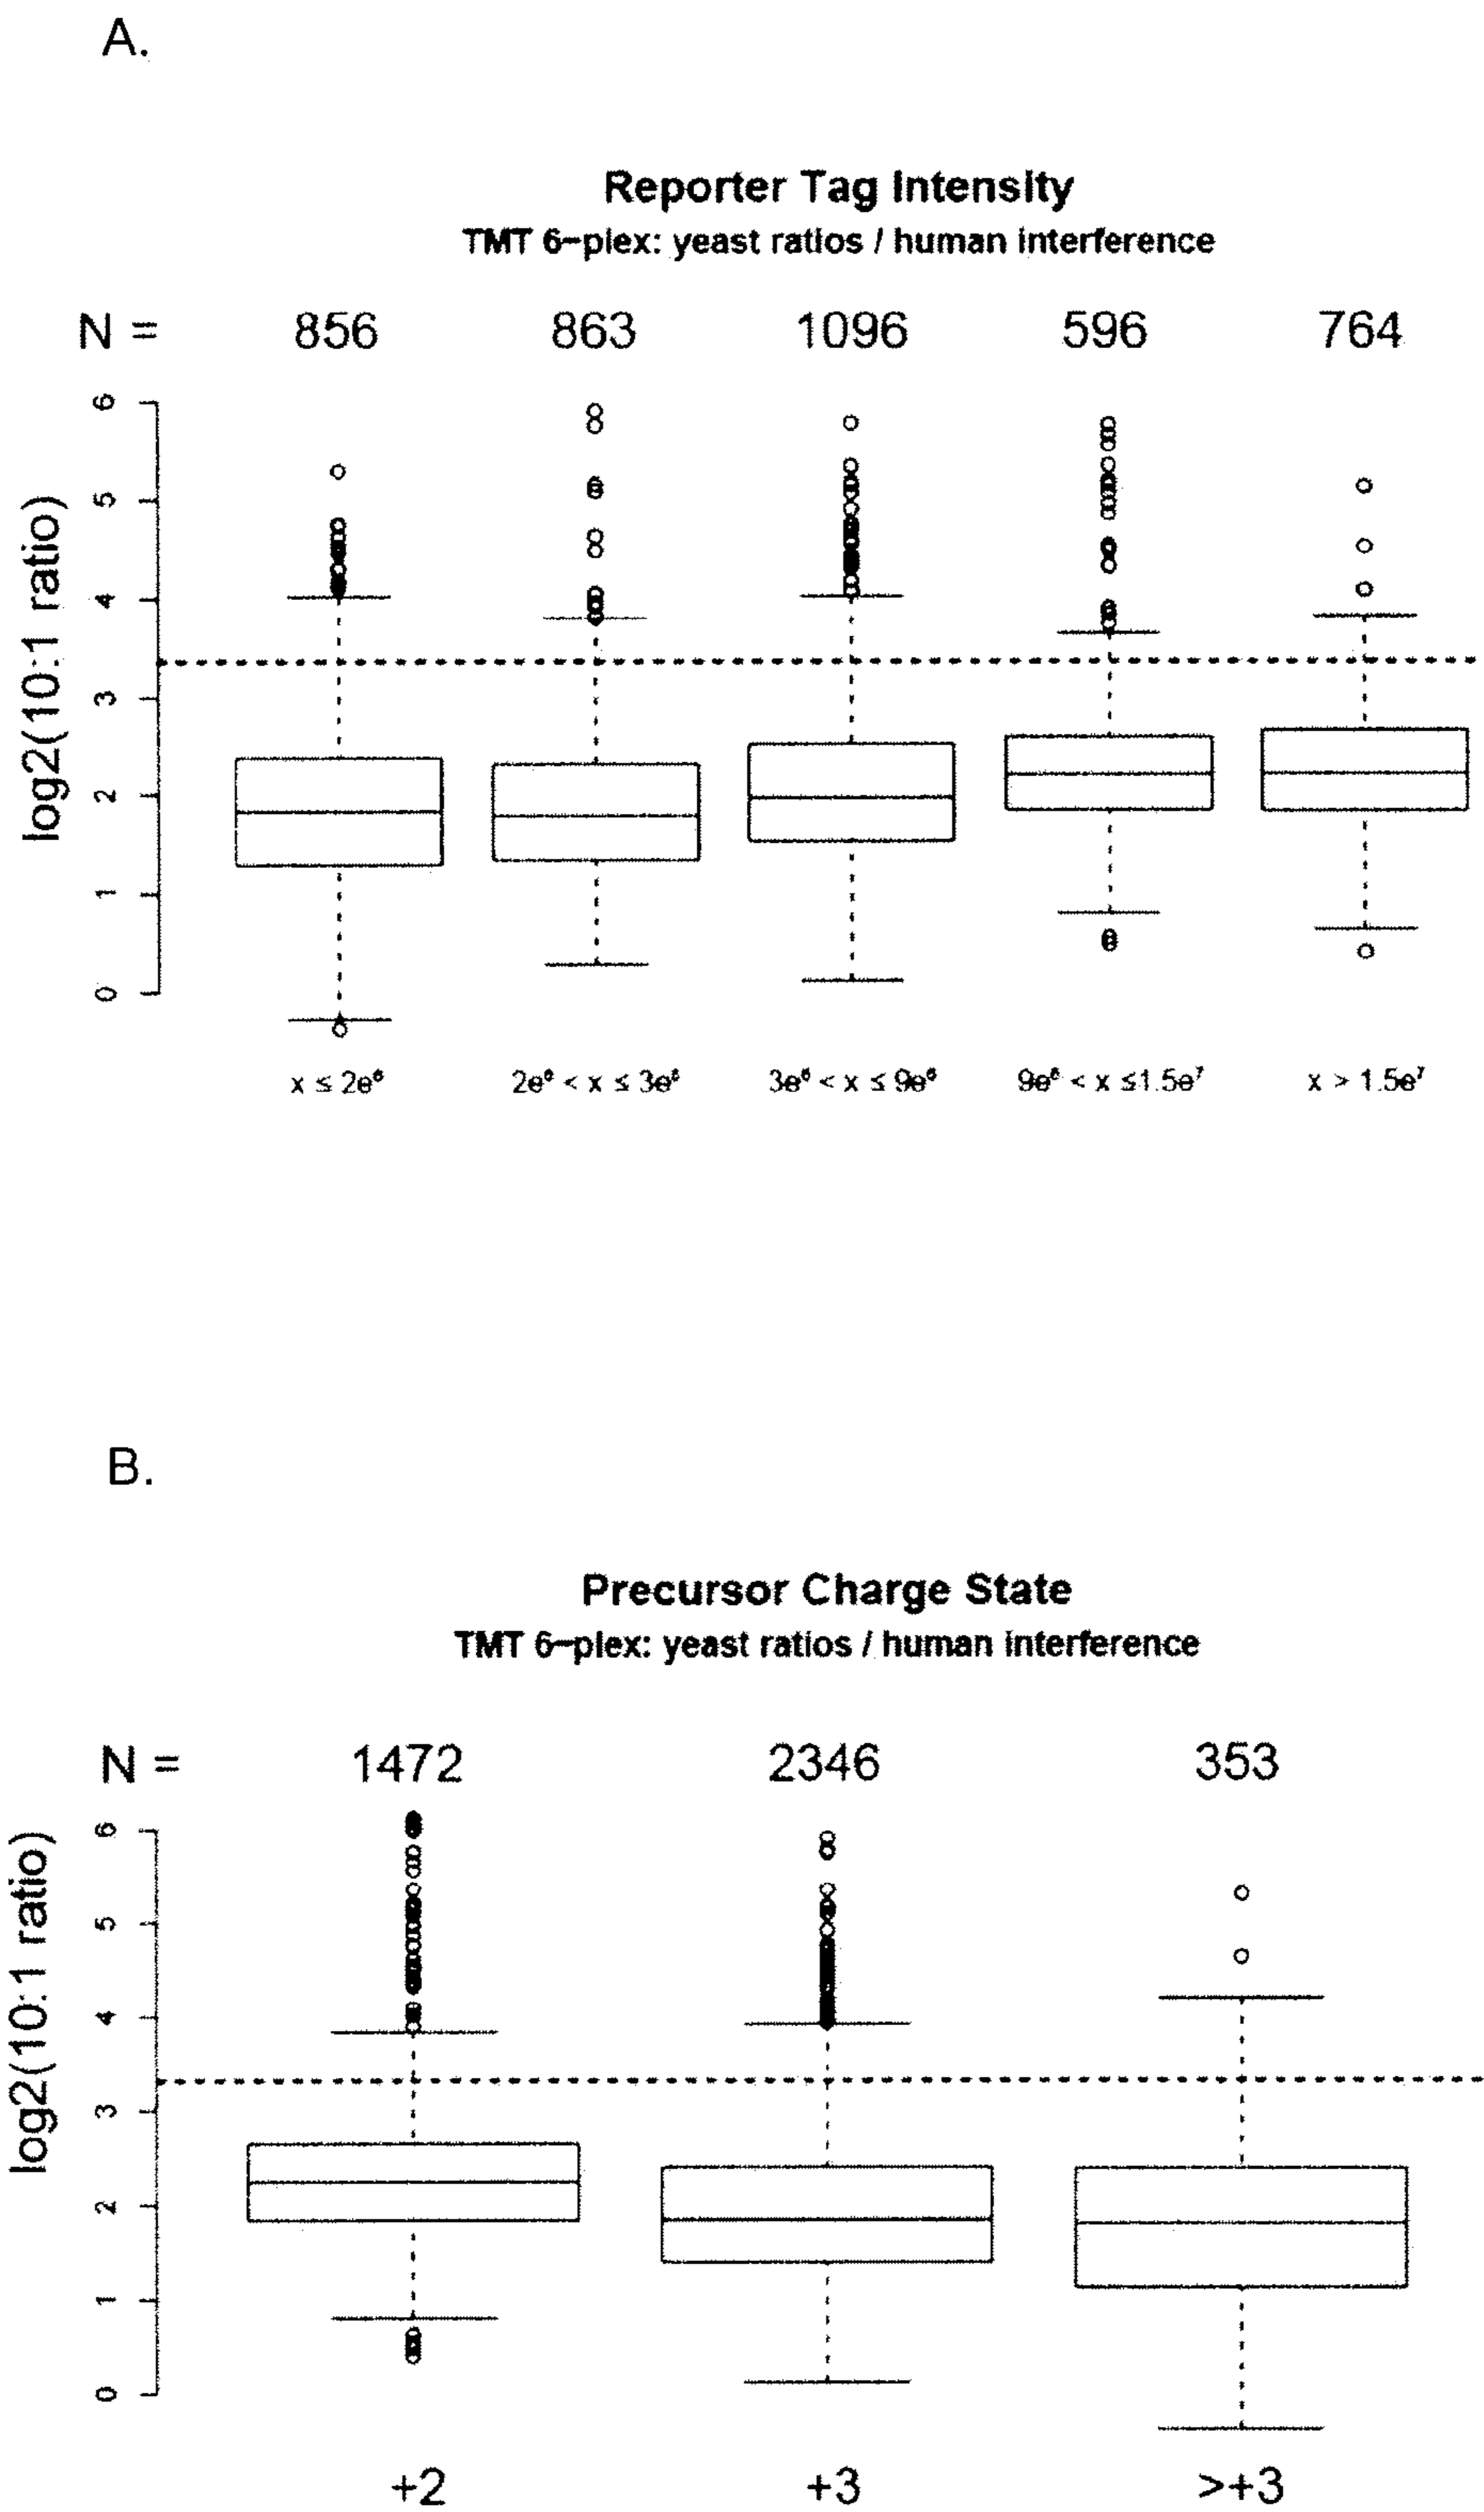 A.
Reporter Tag Intensity
TMT 6-plex: yeast ratios / human interference
N = 856 863 1096 596 764
log2(10:1 ratio)
6
5
4
3
2
1
0
x ≤ 2e⁶ 2e⁶ < x ≤ 3e⁶ 3e⁶ < x ≤ 9e⁶ 9e⁶ < x ≤1.5e⁷ x > 1.5e⁷
B.
Precursor Charge State
TMT 6-plex: yeast ratios / human interference
N = 1472 2346 353
log2(10:1 ratio)
6
5
4
3
2
1
0
+2 +3 >+3